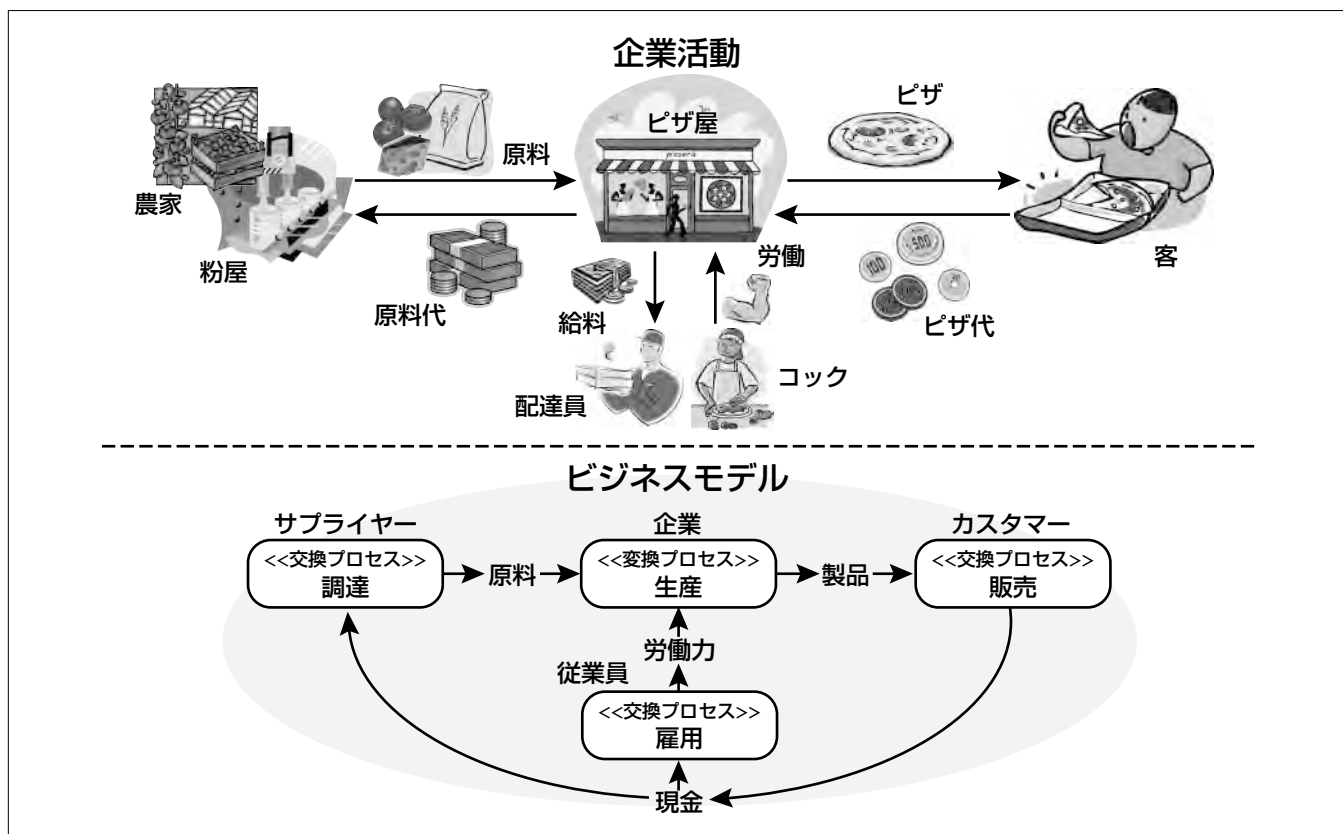 企業活動
ピザ屋
pizzeria
ピザ
原料
農家
粉屋
原料代
給料
労働
配達員
コック
500
100
ピザ代
客
ビジネスモデル
サプライヤー
企業
カスタマー
<<交換プロセス>>
調達
原料
<<変換プロセス>>
生産
製品
<<交換プロセス>>
販売
労働力
従業員
<<交換プロセス>>
雇用
現金